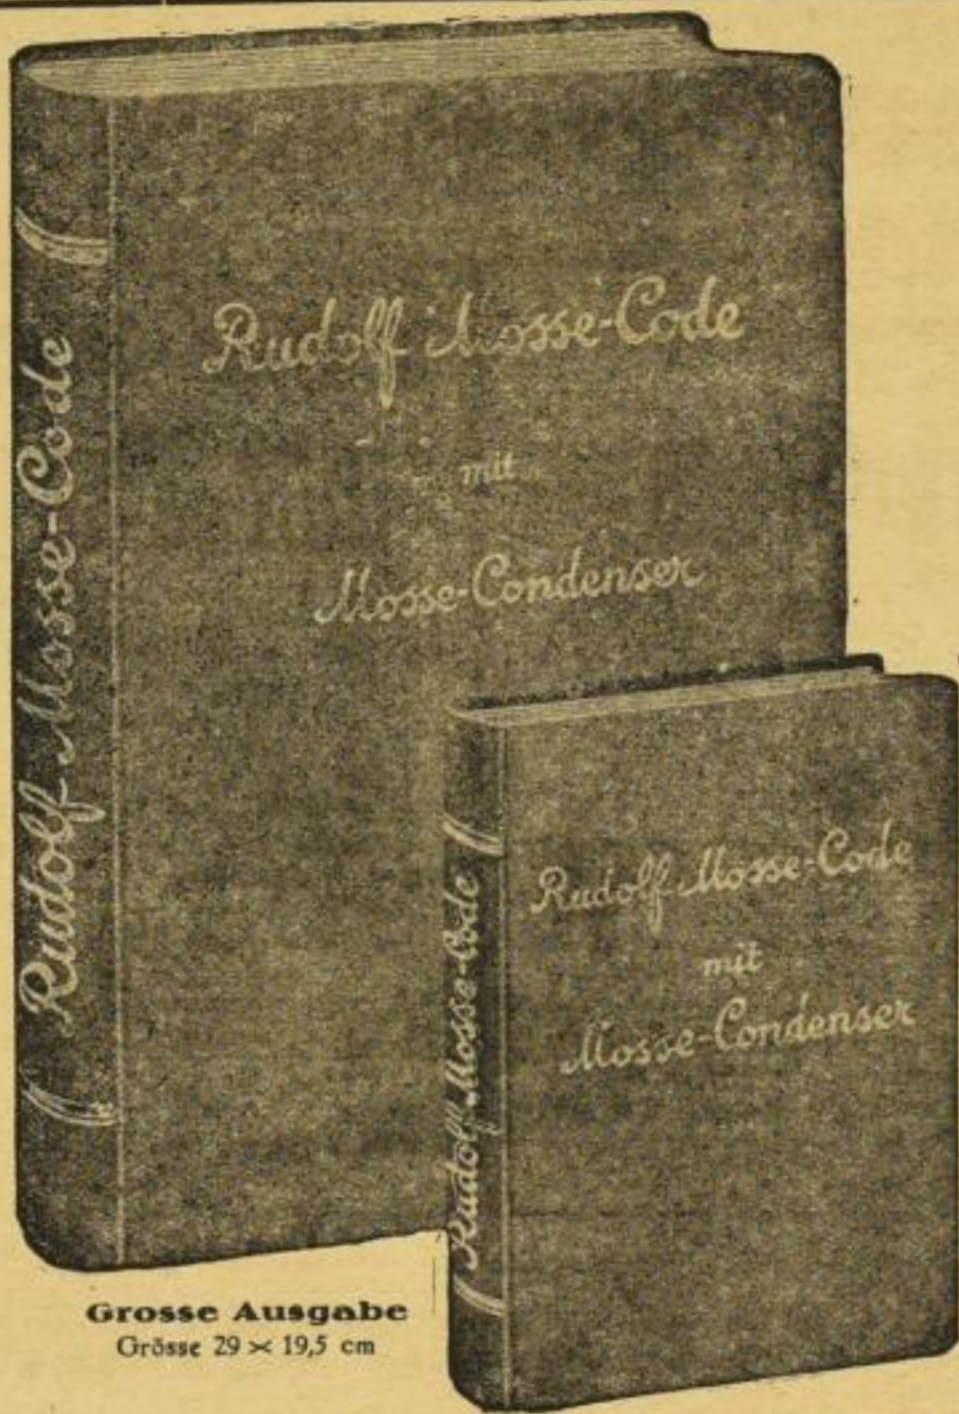 Rudolf Mosse-Code
mit
Mosse-Condenser
Rudolf Mosse-Code
Rudolf Mosse-Code
mit
Mosse-Condenser
Rudolf Mosse-Code
Grosse Ausgabe
Grösse 29 × 19,5 cm